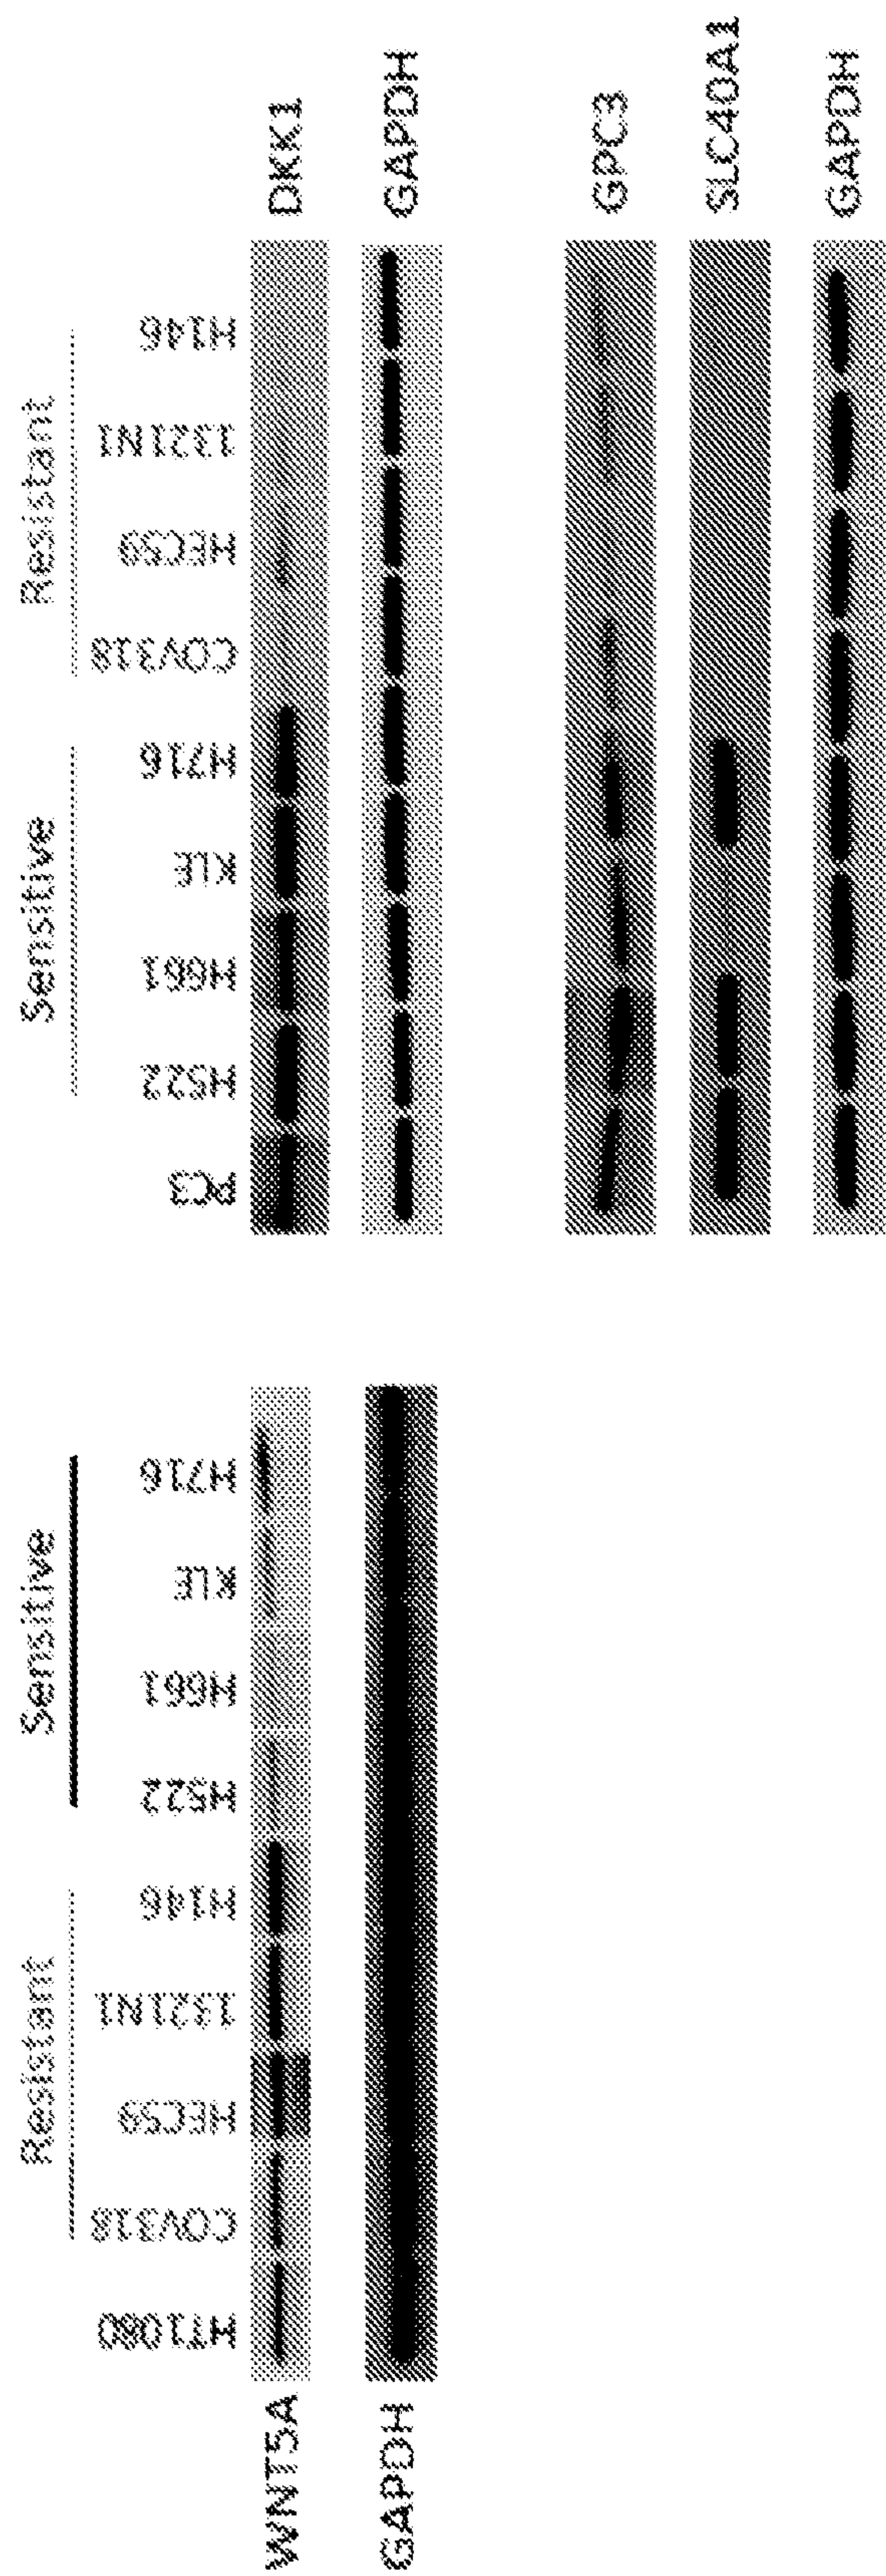 Resistant
Sensitive
HT1080
COV318
HEC59
1321N1
H146
H522
H661
KLE
H716
WNT5A
GAPDH
Sensitive
Resistant
PC3
H522
H661
KLE
H716
COV318
HEC59
1321N1
H146
DKK1
GAPDH
GPC3
SLC40A1
GAPDH